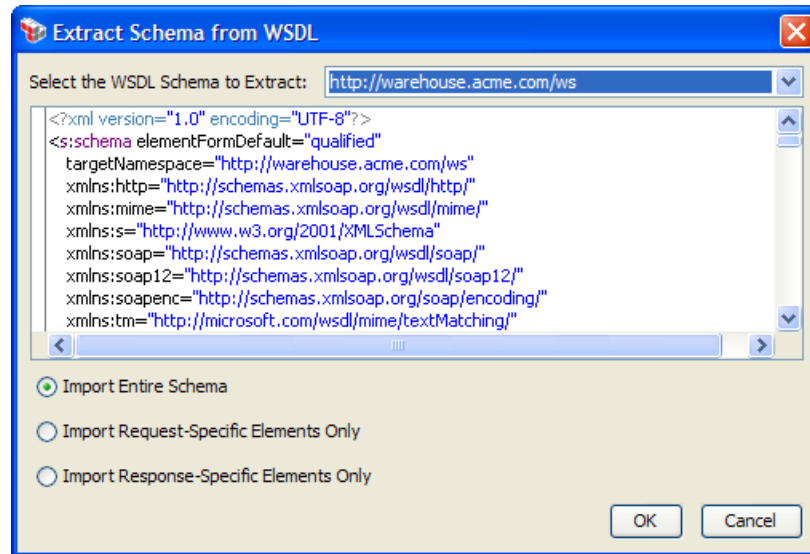 Extract Schema from WSDL
Select the WSDL Schema to Extract: http://warehouse.acme.com/ws
<?xml version="1.0" encoding="UTF-8"?>
<s:schema elementFormDefault="qualified"
targetNamespace="http://warehouse.acme.com/ws"
xmlns:http="http://schemas.xmlsoap.org/wsdl/http/"
xmlns:mime="http://schemas.xmlsoap.org/wsdl/mime/"
xmlns:s="http://www.w3.org/2001/XMLSchema"
xmlns:soap="http://schemas.xmlsoap.org/wsdl/soap/"
xmlns:soap12="http://schemas.xmlsoap.org/wsdl/soap12/"
xmlns:soapenc="http://schemas.xmlsoap.org/soap/encoding/"
xmlns:tm="http://microsoft.com/wsdl/mime/textMatching/"
Import Entire Schema
Import Request-Specific Elements Only
Import Response-Specific Elements Only
OK Cancel